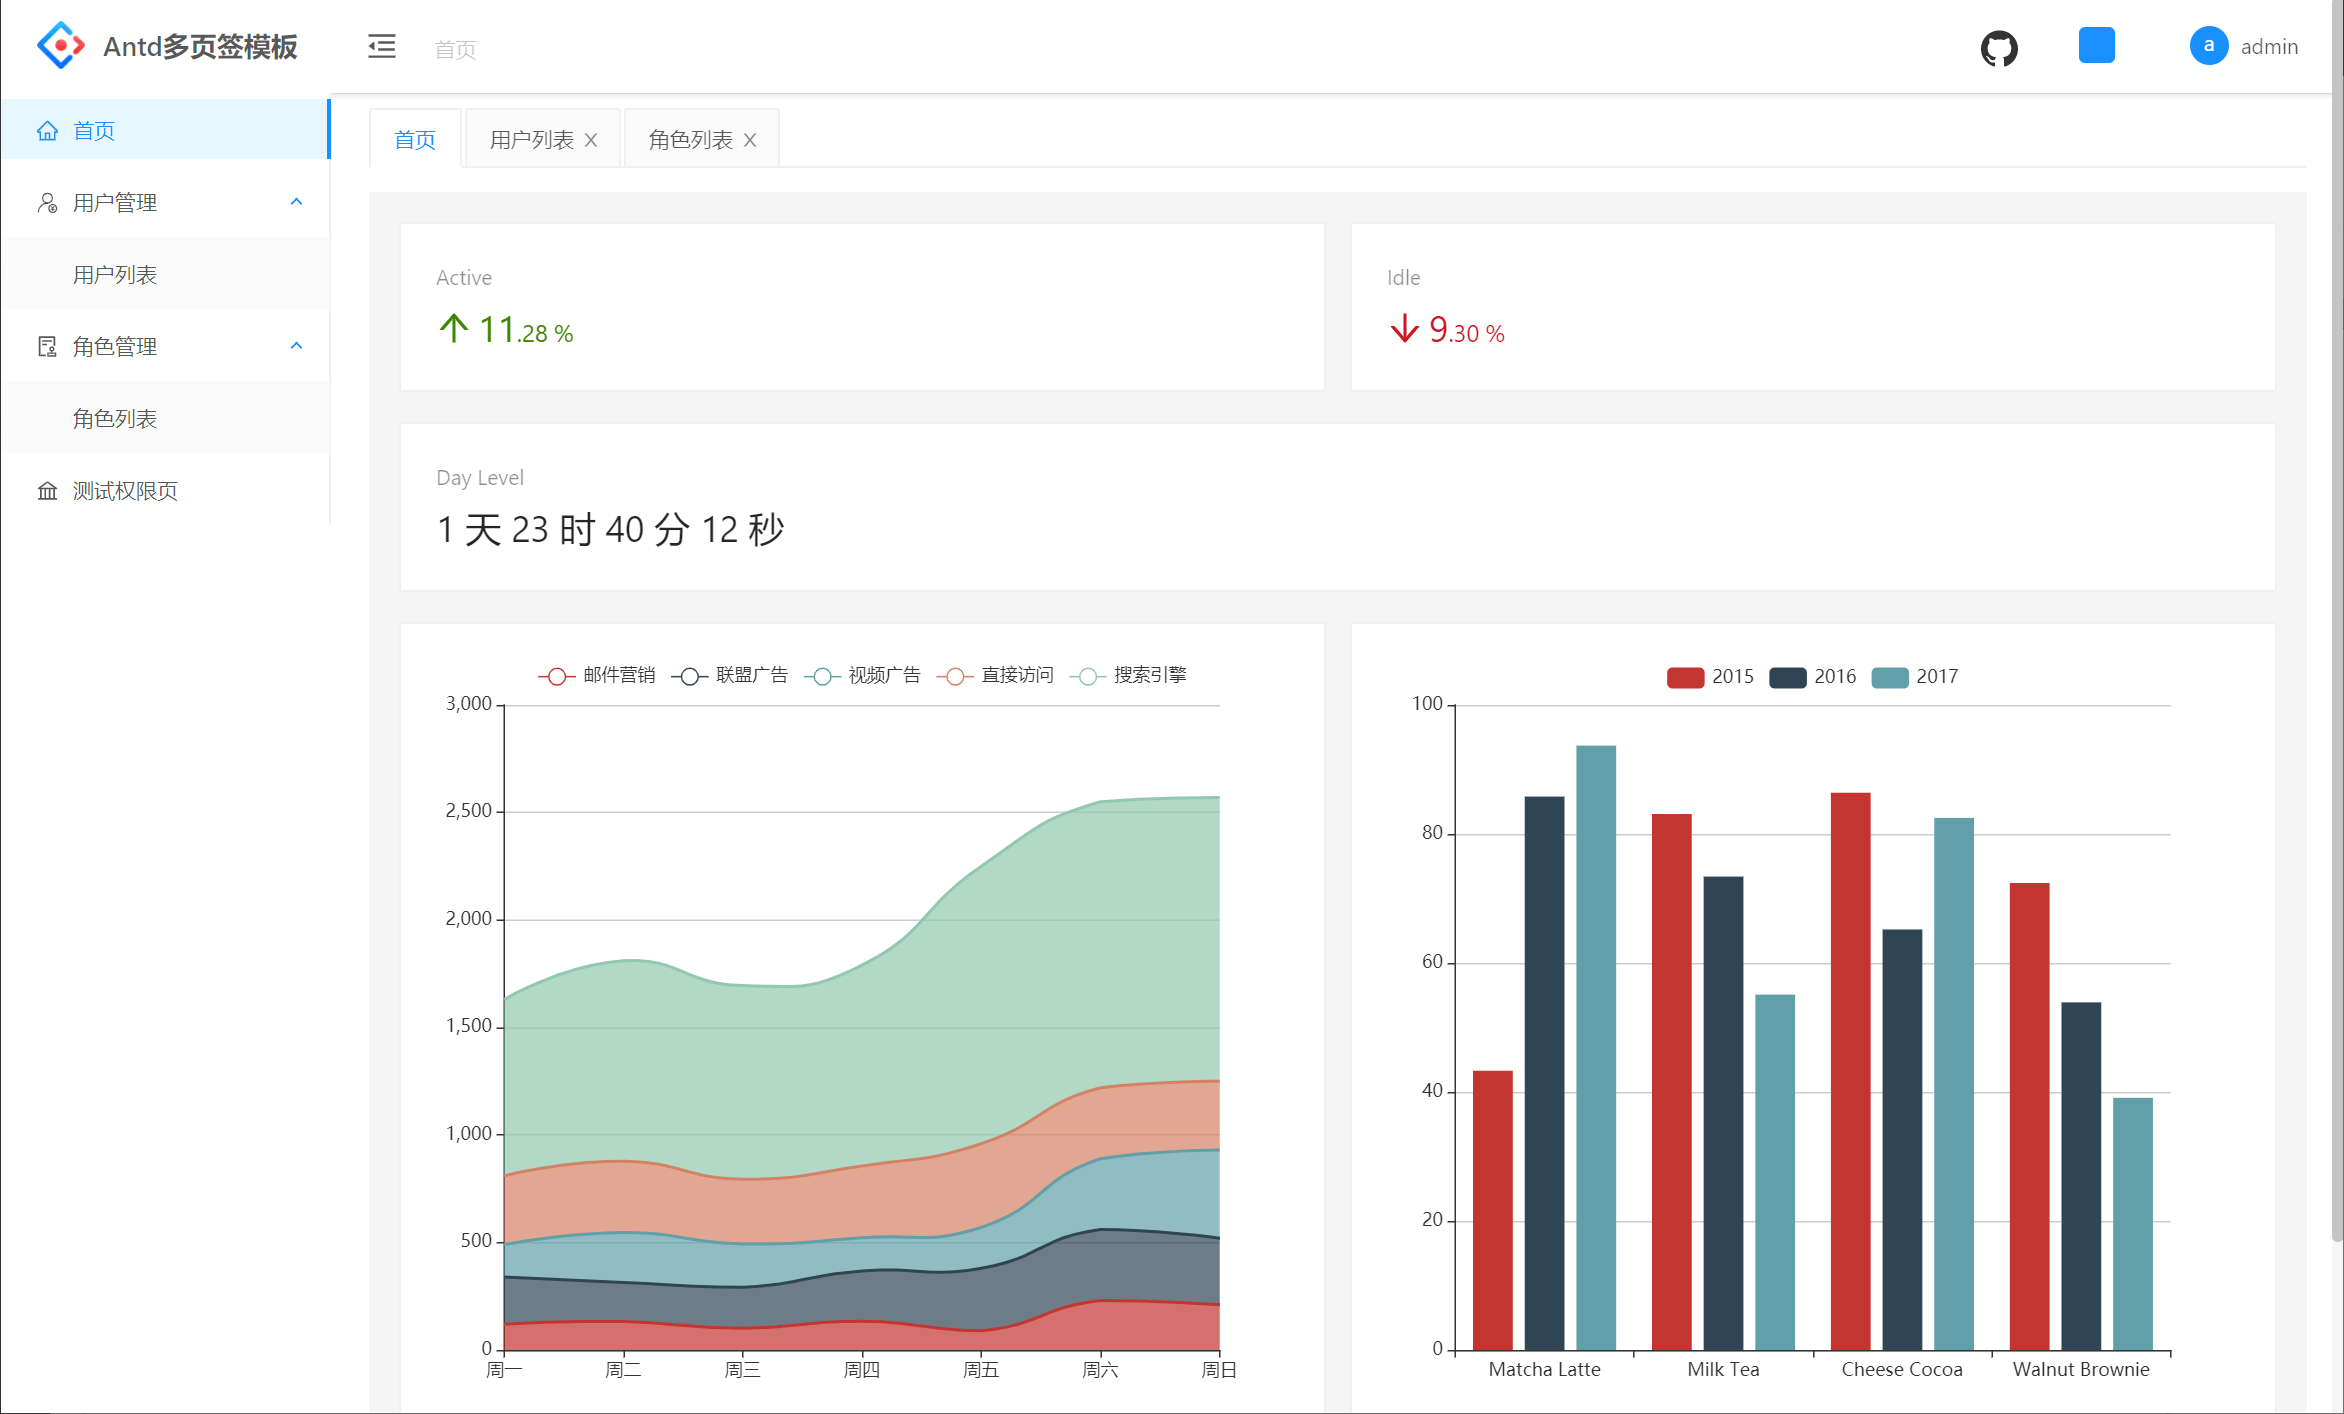 Antd多页签模板
首页
a admin
首页
用户管理
用户列表
角色管理
角色列表
测试权限页
首页 用户列表 X 角色列表 X
Active
11.28 %
Idle
9.30 %
Day Level
1 天 23 时 40 分 12 秒
邮件营销 联盟广告 视频广告 直接访问 搜索引擎
3,000
2,500
2,000
1,500
1,000
500
0
周一 周二 周三 周四 周五 周六 周日
2015 2016 2017
100
80
60
40
20
0
Matcha Latte Milk Tea Cheese Cocoa Walnut Brownie